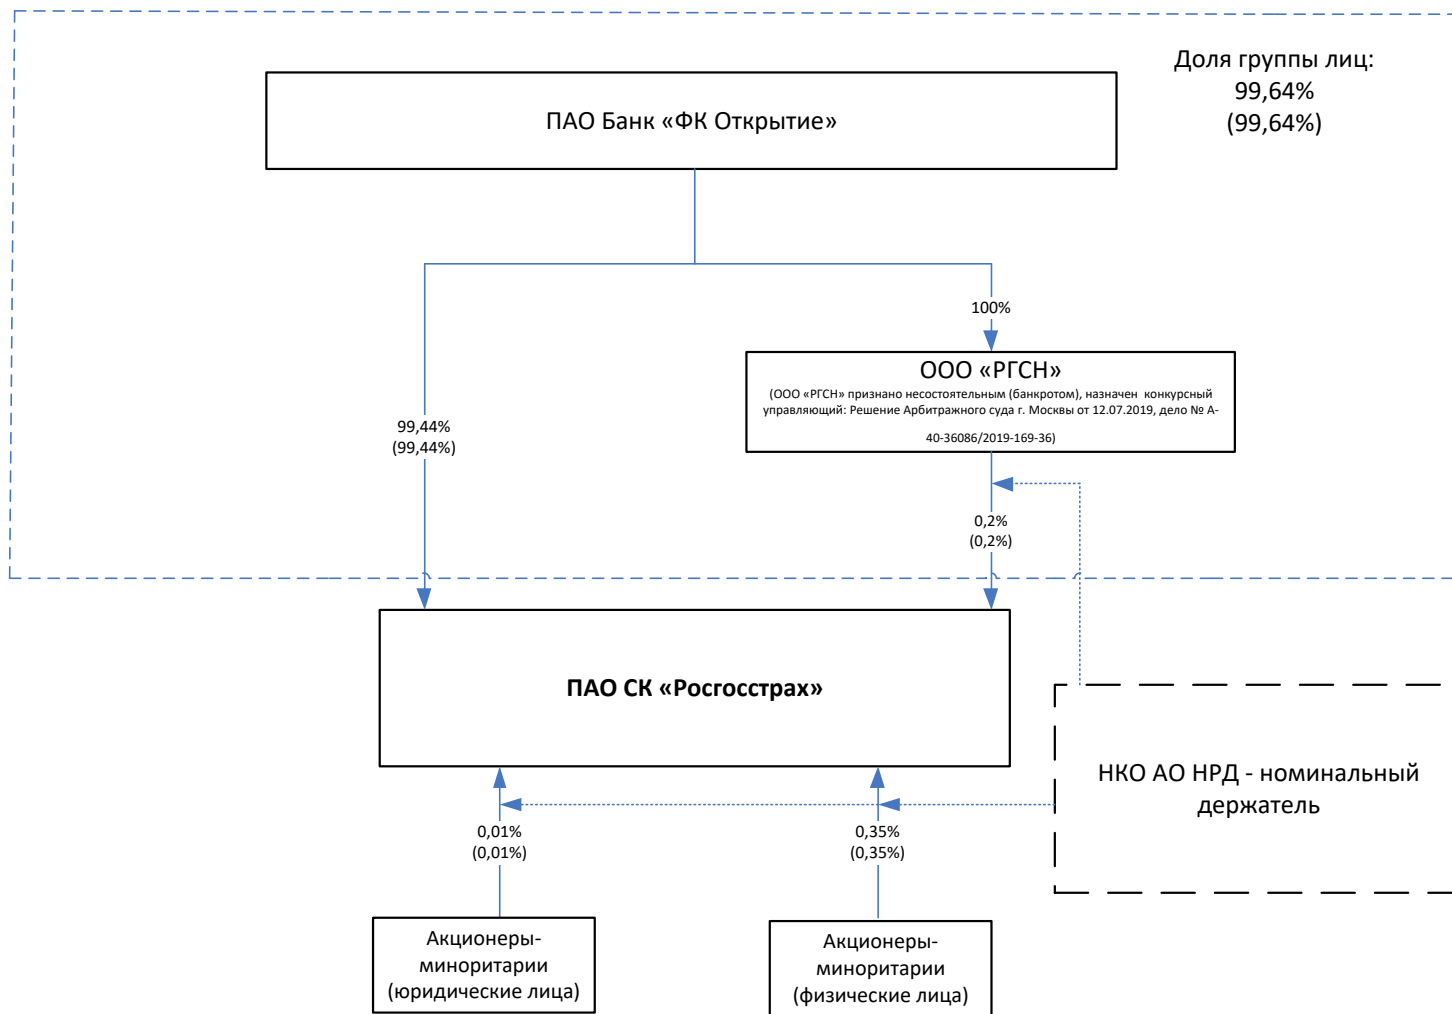 Доля группы лиц:
99,64%
(99,64%)
ПАО Банк «ФК Открытие»
100%
ООО «РГСН»
(ООО «РГСН» признано несостоятельным (банкротом), назначен конкурсный
управляющий: Решение Арбитражного суда г. Москвы от 12.07.2019, дело № А-
40-36086/2019-169-36)
99,44%
(99,44%)
0,2%
(0,2%)
ПАО СК «Росгосстрах»
НКО АО НРД - номинальный
держатель
0,01%
(0,01%)
0,35%
(0,35%)
Акционеры-
миноритарии
(юридические лица)
Акционеры-
миноритарии
(физические лица)